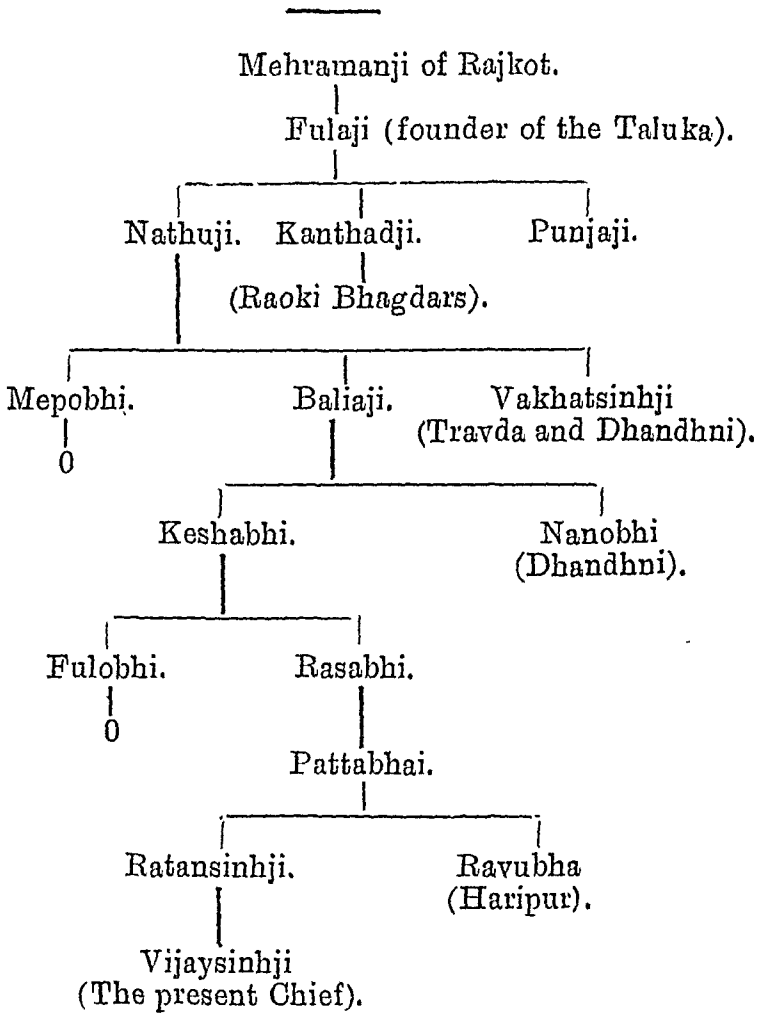 Mehramanji of Rajkot.
Fulaji (founder of the Taluka).
Nathuji. Kanthadji. Punjaji.
(Raoki Bhagdars).
Mepobhi. Baliaji. Vakhatsinhji
(Travda and Dhandhni).
0
Keshabhi. Nanobhi
(Dhandhni).
Fulobhi. Rasabhi.
0
Pattabhai.
Ratansinhji. Ravubha
(Haripur).
Vijaysinhji
(The present Chief).